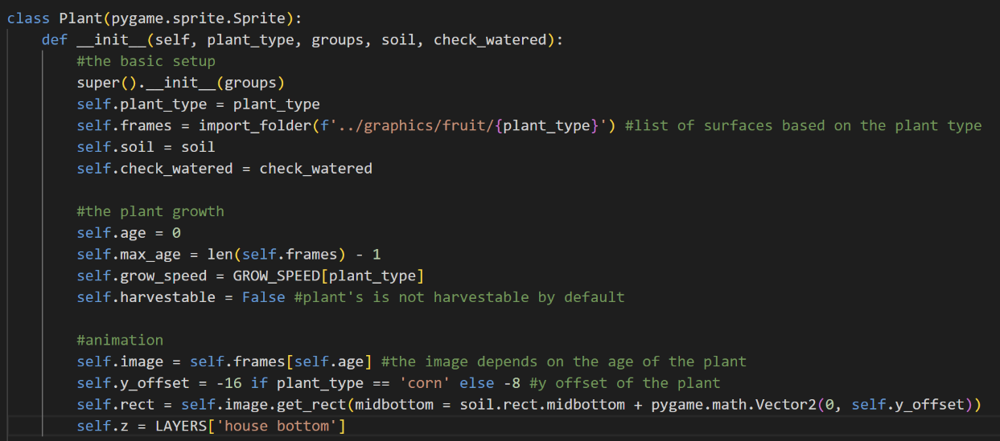 class Plant(pygame.sprite.Sprite):
    def __init__(self, plant_type, groups, soil, check_watered):
        #the basic setup
        super().__init__(groups)
        self.plant_type = plant_type
        self.frames = import_folder(f'../graphics/fruit/{plant_type}') #list of surfaces based on the plant type
        self.soil = soil
        self.check_watered = check_watered

        #the plant growth
        self.age = 0
        self.max_age = len(self.frames) - 1
        self.grow_speed = GROW_SPEED[plant_type]
        self.harvestable = False #plant's is not harvestable by default

        #animation
        self.image = self.frames[self.age] #the image depends on the age of the plant
        self.y_offset = -16 if plant_type == 'corn' else -8 #y offset of the plant
        self.rect = self.image.get_rect(midbottom = soil.rect.midbottom + pygame.math.Vector2(0, self.y_offset))
        self.z = LAYERS['house bottom']